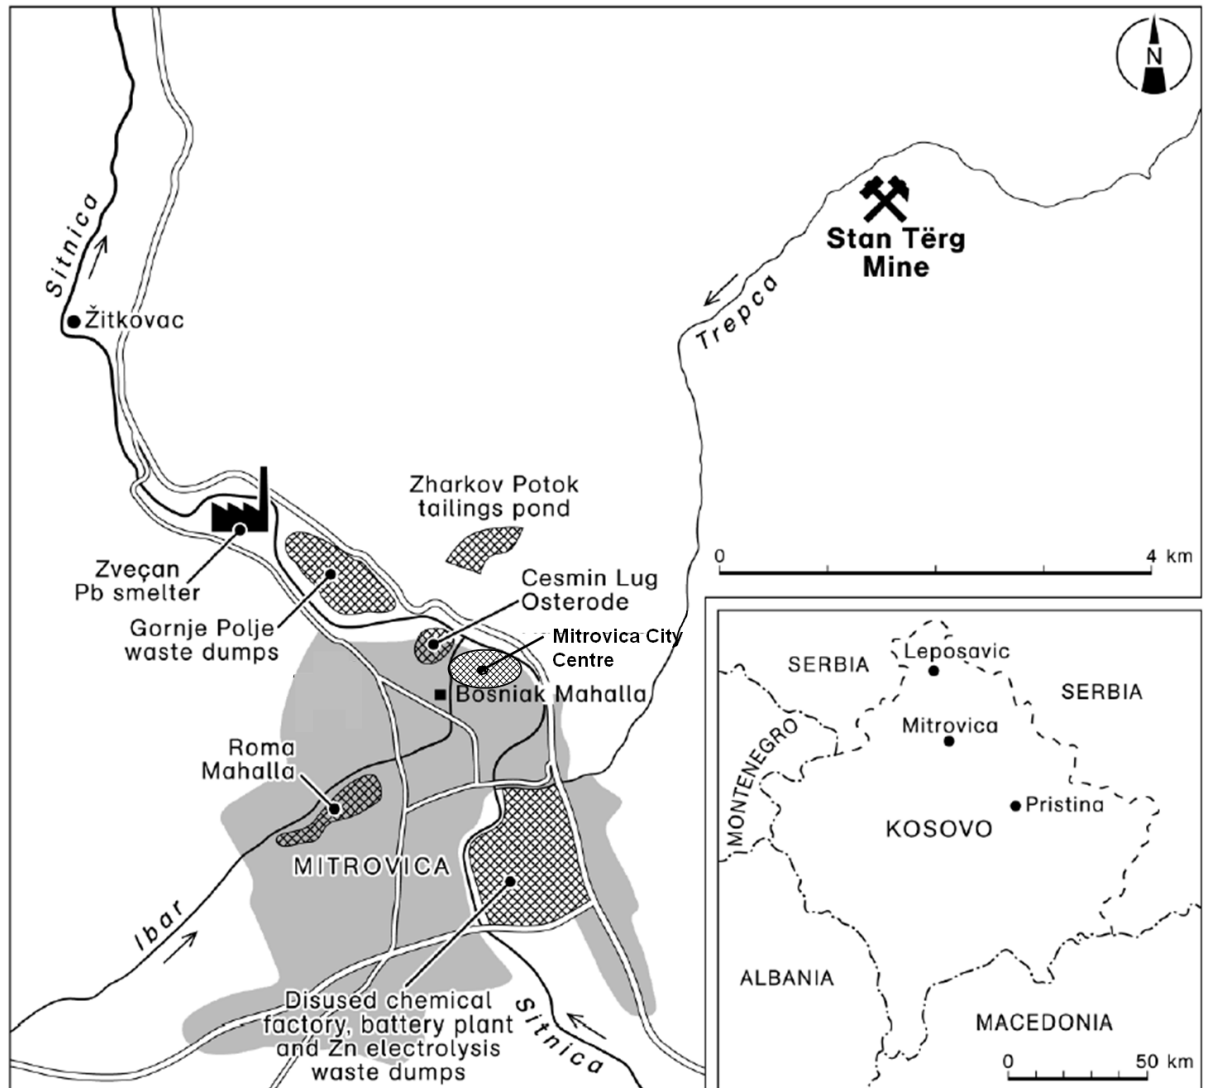 N
Stan Tërg
Mine
Sitnica
Trepca
Žitkovac
Zharkov Potok
tailings pond
0 4 km
Zveçan
Pb smelter
Cesmin Lug
Osterode
Gornje Polje
waste dumps
Mitrovica City
Centre
Bosniak Mahalla
Roma
Mahalla
MITROVICA
Ibar
Disused chemical
factory, battery plant
and Zn electrolysis
waste dumps
Sitnica
SERBIA
Leposavic
SERBIA
Mitrovica
MONTENEGRO
Pristina
KOSOVO
ALBANIA
MACEDONIA
0 50 km